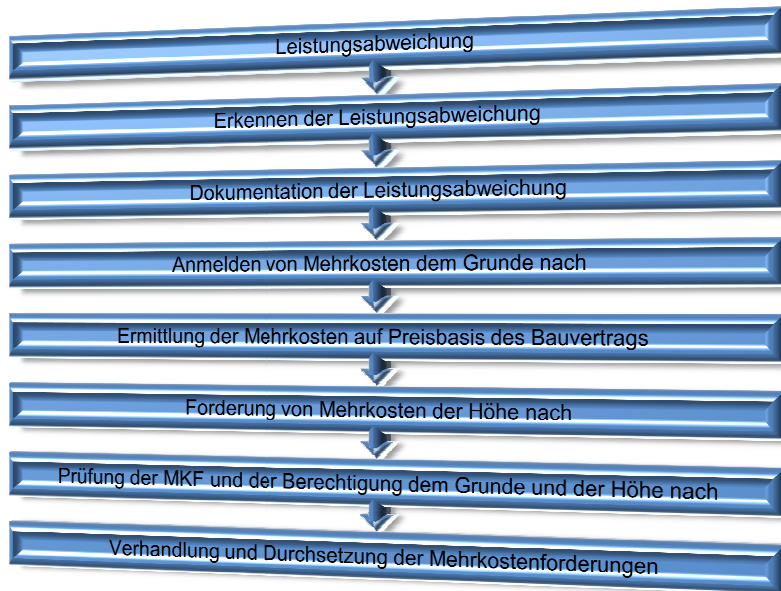 Leistungsabweichung
Erkennen der Leistungsabweichung
Dokumentation der Leistungsabweichung
Anmelden von Mehrkosten dem Grunde nach
Ermittlung der Mehrkosten auf Preisbasis des Bauvertrags
Forderung von Mehrkosten der Höhe nach
Prüfung der MKF und der Berechtigung dem Grunde und der Höhe nach
Verhandlung und Durchsetzung der Mehrkostenforderungen